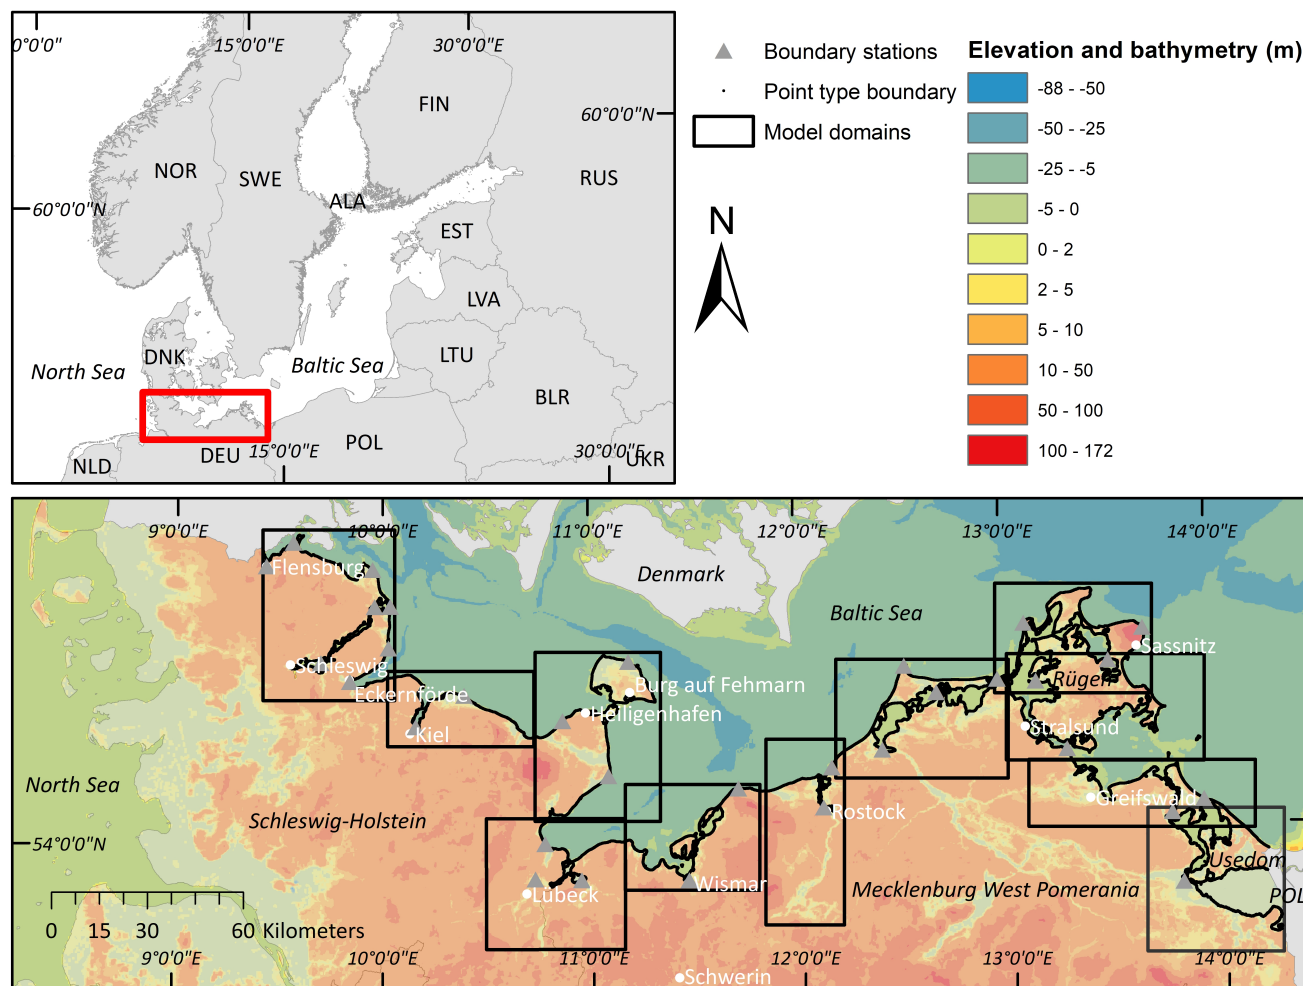 0°0'0"
15°0'0"E
30°0'0"E
FIN
60°0'0"N
NOR
SWE
RUS
ALA
60°0'0"N
EST
LVA
DNK
LTU
North Sea
Baltic Sea
BLR
POL
DEU
15°0'0"E
30°0'0"E
UKR
NLD
Boundary stations
Point type boundary
Model domains
N
Elevation and bathymetry (m)
-88 - -50
-50 - -25
-25 - -5
-5 - 0
0 - 2
2 - 5
5 - 10
10 - 50
50 - 100
100 - 172
9°0'0"E
10°0'0"E
11°0'0"E
12°0'0"E
13°0'0"E
14°0'0"E
Flensburg
Denmark
Baltic Sea
Sassnitz
Schleswig
Rügen
Burg auf Fehmarn
Eckernförde
Heiligenhafen
Stralsund
Kiel
North Sea
Greifswald
Rostock
Schleswig-Holstein
54°0'0"N
Usedom
Wismar
Mecklenburg West Pomerania
Lübeck
POL
0 15 30 60 Kilometers
9°0'0"E
10°0'0"E
11°0'0"E
12°0'0"E
13°0'0"E
14°0'0"E
Schwerin